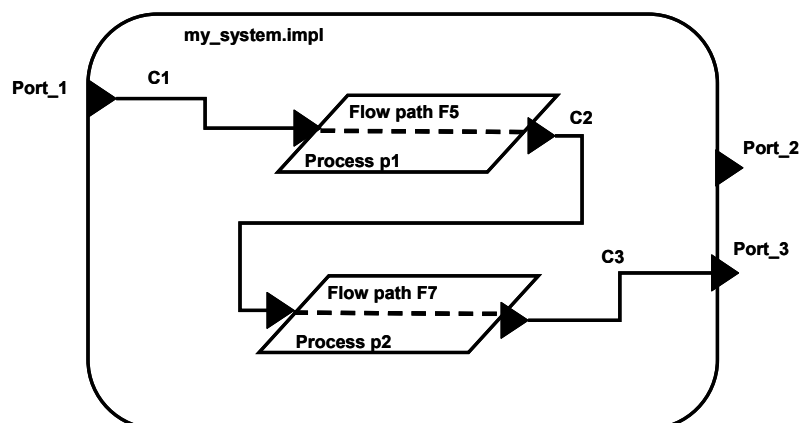 my_system.impl
Port_1
C1
Flow path F5
C2
Process p1
Port_2
Port_3
C3
Flow path F7
Process p2